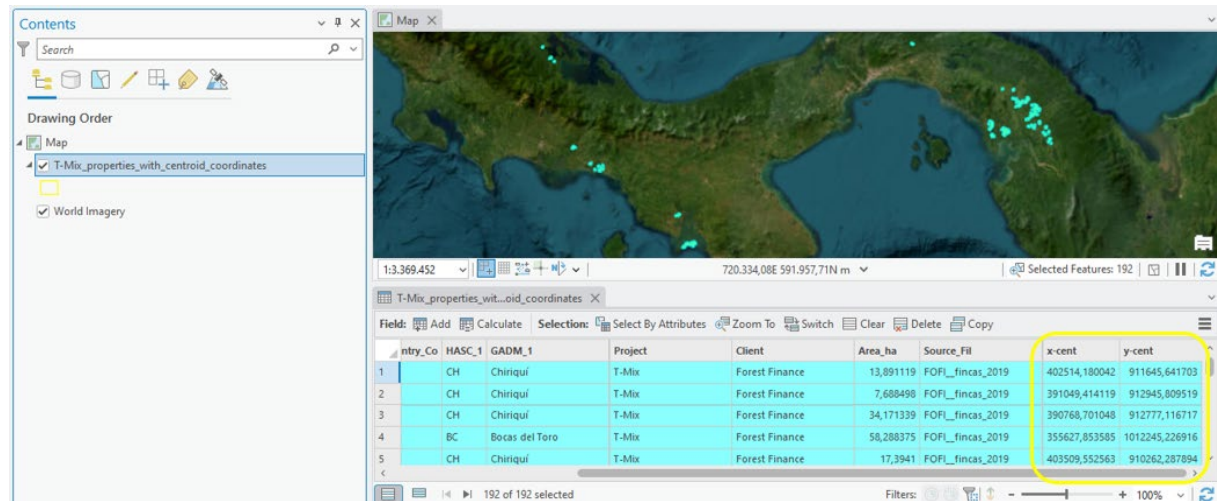 Contents
Search
Drawing Order
Map
T-Mix_properties_with_centroid_coordinates
World Imagery
Map
1:3.369.452
720.334,08E 591.957,71N m
Selected Features: 192
T-Mix_properties_wit...oid_coordinates
Field: Add Calculate Selection: Select By Attributes Zoom To Switch Clear Delete Copy
ntry_Co HASC_1 GADM_1 Project Client Area_ha Source_Fil x-cent y-cent
1 CH Chiriquí T-Mix Forest Finance 13,891119 FOFI__fincas_2019 402514,180042 911645,641703
2 CH Chiriquí T-Mix Forest Finance 7,688498 FOFI__fincas_2019 391049,414119 912945,809519
3 CH Chiriquí T-Mix Forest Finance 34,171339 FOFI__fincas_2019 390768,701048 912777,116717
4 BC Bocas del Toro T-Mix Forest Finance 58,288375 FOFI__fincas_2019 355627,853585 1012245,226916
5 CH Chiriquí T-Mix Forest Finance 17,3941 FOFI__fincas_2019 403509,552563 910262,287894
192 of 192 selected
Filters:
100%